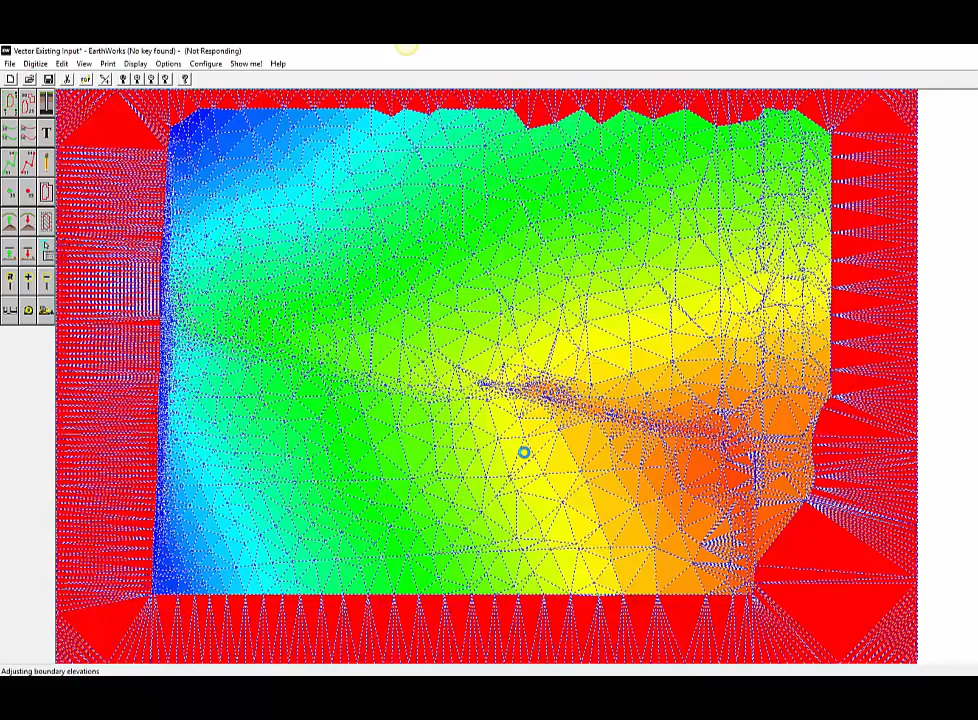 Vector Existing Input* - EarthWorks (No key found) - (Not Responding)
File Digitize Edit View Print Display Options Configure Show me! Help
T
Adjusting boundary elevations